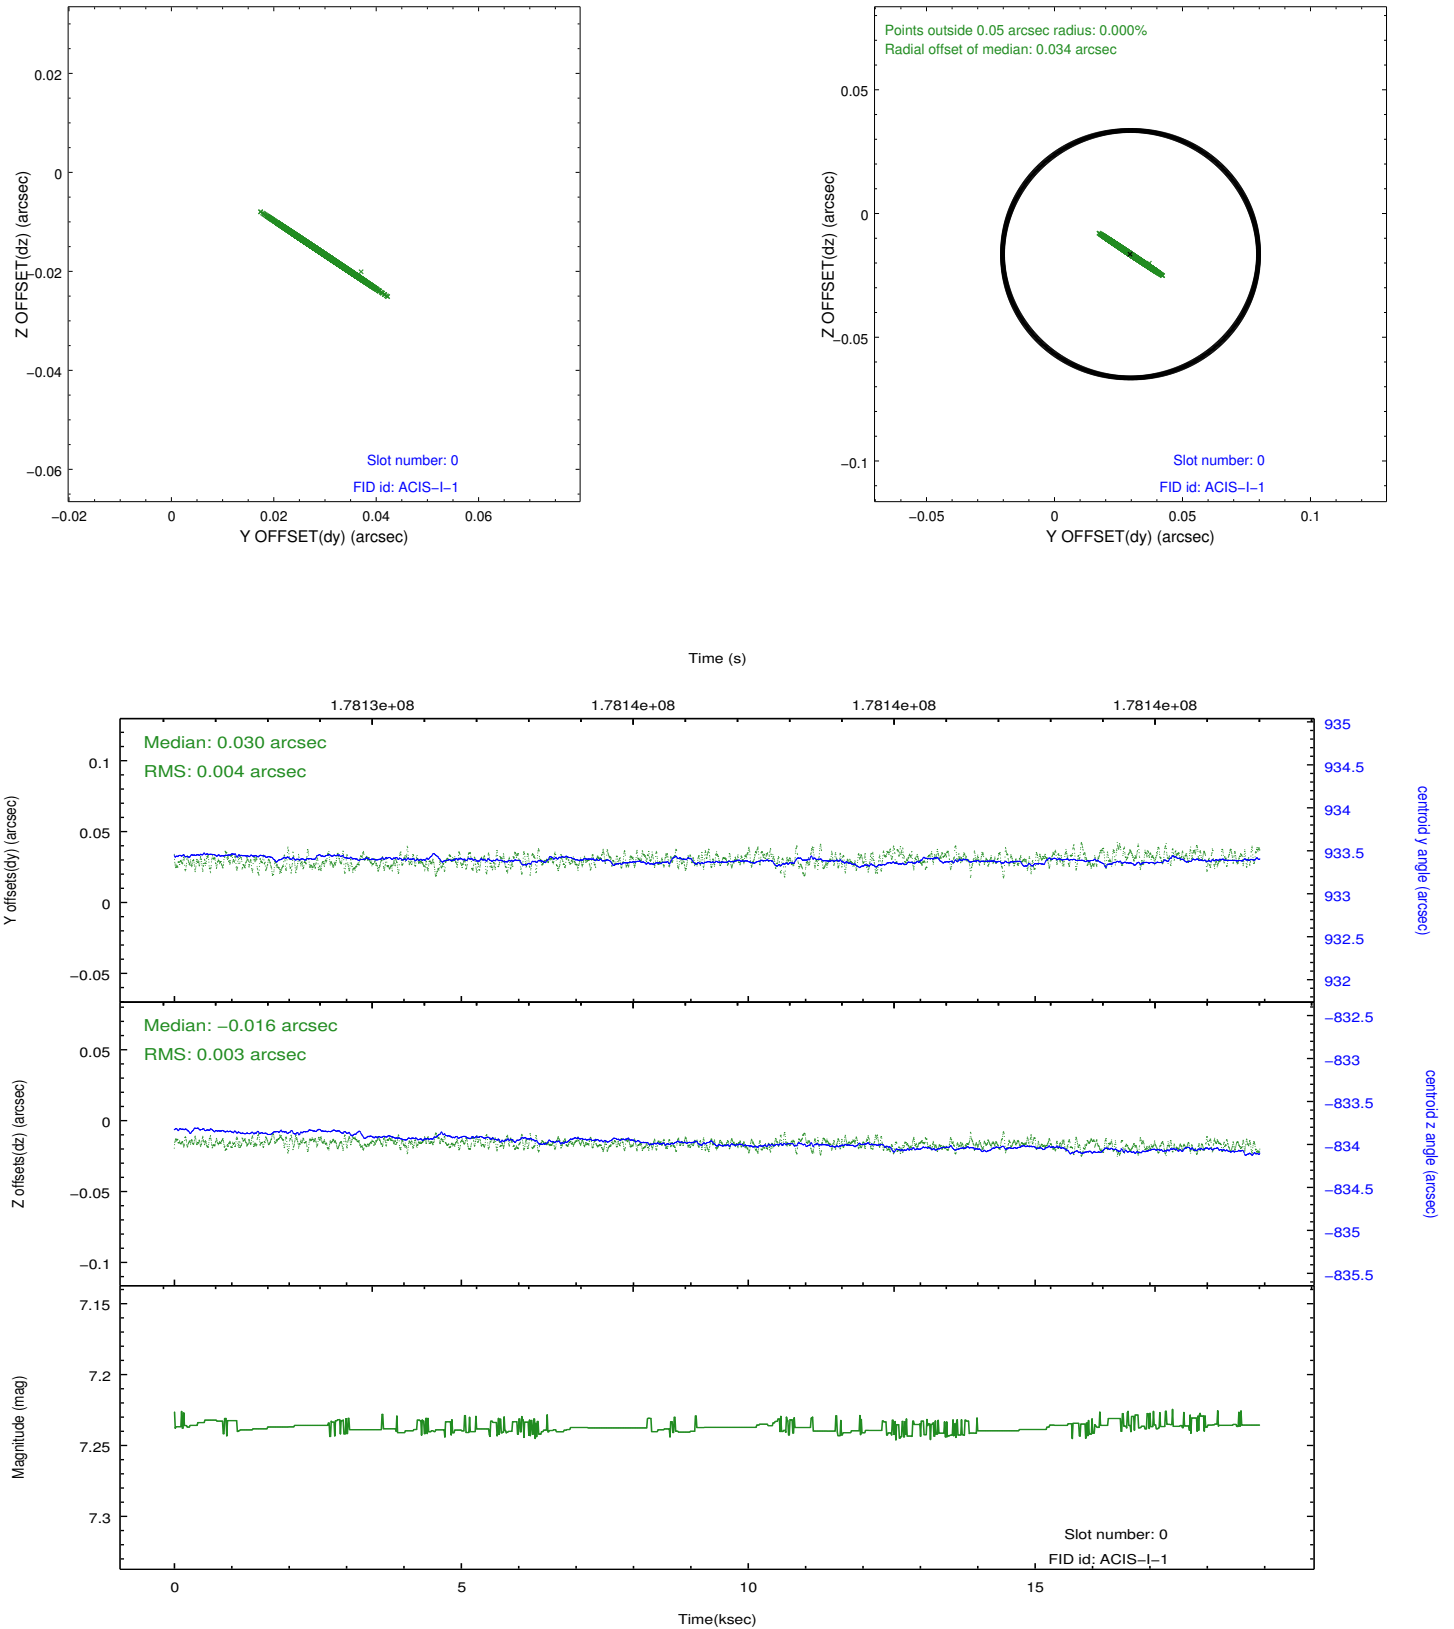 0.02
0
−0.02
−0.04
−0.06
Z OFFSET(dz) (arcsec)
Slot number: 0
FID id: ACIS−I−1
−0.02 0 0.02 0.04 0.06
Y OFFSET(dy) (arcsec)
Points outside 0.05 arcsec radius: 0.000%
Radial offset of median: 0.034 arcsec
0.05
0
−0.05
−0.1
Z OFFSET(dz) (arcsec)
Slot number: 0
FID id: ACIS−I−1
−0.05 0 0.05 0.1
Y OFFSET(dy) (arcsec)
Time (s)
1.7813e+08 1.7814e+08 1.7814e+08 1.7814e+08
Median: 0.030 arcsec
RMS: 0.004 arcsec
0.1
0.05
0
−0.05
Y offsets(dy) (arcsec)
935
934.5
934
933.5
933
932.5
932
centroid y angle (arcsec)
Median: −0.016 arcsec
RMS: 0.003 arcsec
0.05
0
−0.05
−0.1
Z offsets(dz) (arcsec)
−832.5
−833
−833.5
−834
−834.5
−835
−835.5
centroid z angle (arcsec)
7.15
7.2
7.25
7.3
Magnitude (mag)
Slot number: 0
FID id: ACIS−I−1
0 5 10 15
Time(ksec)